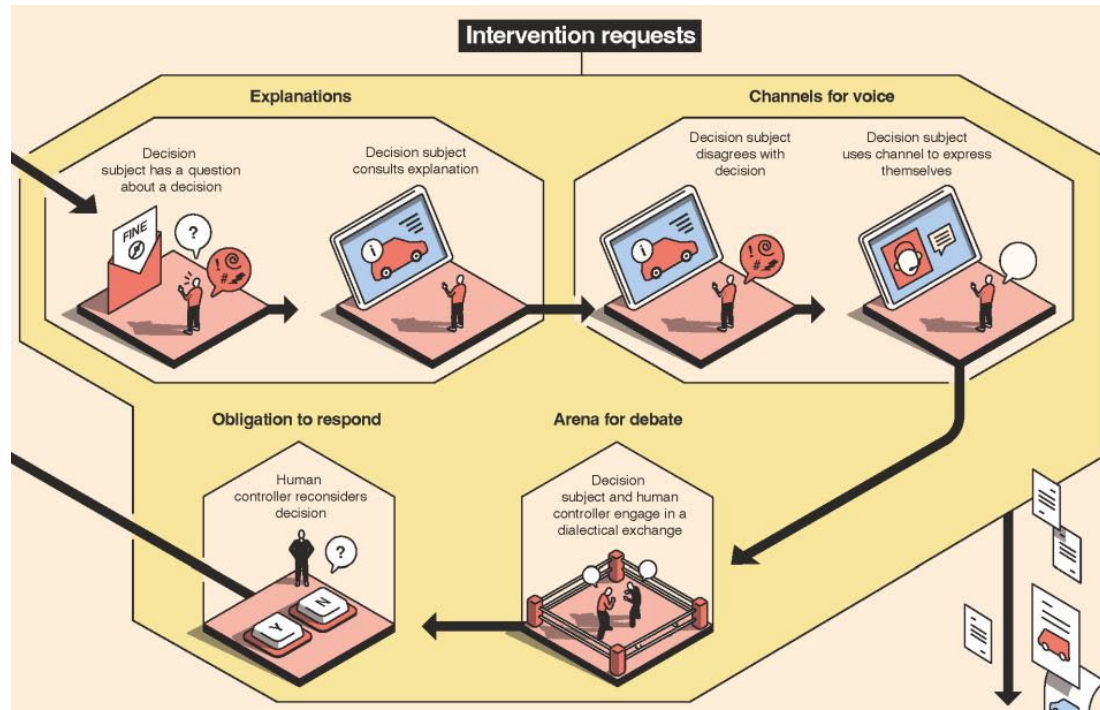 Intervention requests
Explanations
Channels for voice
Decision
subject has a question
about a decision
Decision subject
consults explanation
Decision subject
disagrees with
decision
Decision subject
uses channel to express
themselves
FINE
?
!
#
i
i
!
#
Obligation to respond
Arena for debate
Human
controller reconsiders
decision
Decision
subject and human
controller engage in a
dialectical exchange
?
Y
N